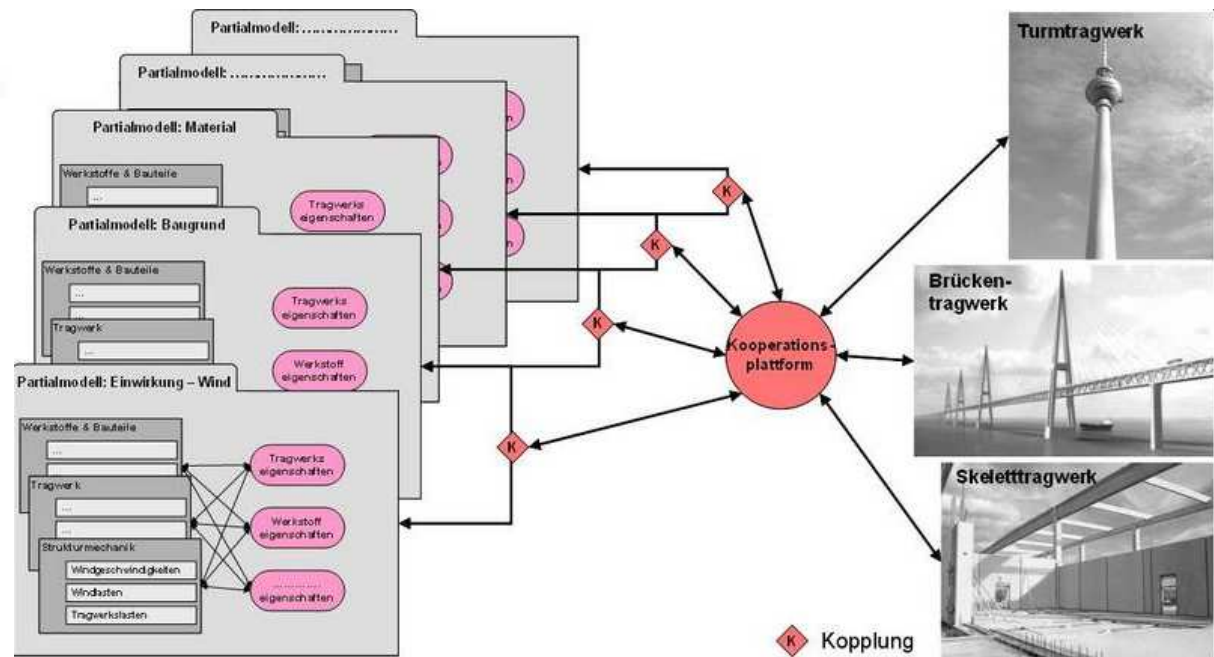 Partialmodell: .....................
Partialmodell: .....................
Partialmodell: Material
Werkstoffe & Bauteile
...
Tragwerks
eigenschaften
Partialmodell: Baugrund
Werkstoffe & Bauteile
...
...
Tragwerk
...
Tragwerks
eigenschaften
Werkstoff
eigenschaften
Partialmodell: Einwirkung – Wind
Werkstoffe & Bauteile
...
Tragwerk
...
...
Strukturmechanik
Windgeschwindigkeiten
Windlasten
Tragwerkslasten
Tragwerks
eigenschaften
Werkstoff
eigenschaften
............
eigenschaften
K
K
K
K
Kooperations-
plattform
Turmtragwerk
Brücken-
tragwerk
Skeletttragwerk
K Kopplung